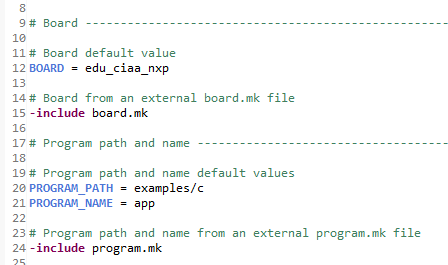 8
9 # Board ------------------------------------------------
10
11 # Board default value
12 BOARD = edu_ciaa_nxp
13
14 # Board from an external board.mk file
15 -include board.mk
16
17 # Program path and name --------------------------------
18
19 # Program path and name default values
20 PROGRAM_PATH = examples/c
21 PROGRAM_NAME = app
22
23 # Program path and name from an external program.mk file
24 -include program.mk
25